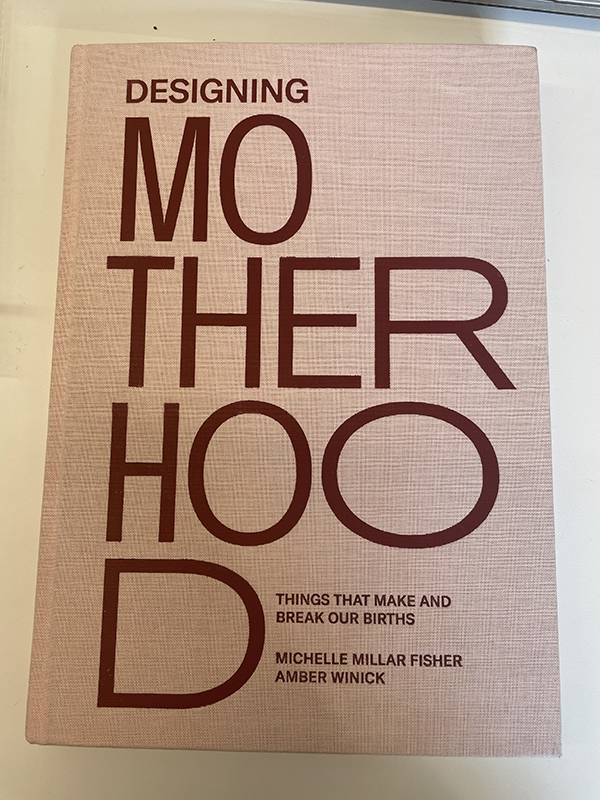 DESIGNING
MO
THER
HOO
D
THINGS THAT MAKE AND
BREAK OUR BIRTHS
MICHELLE MILLAR FISHER
AMBER WINICK